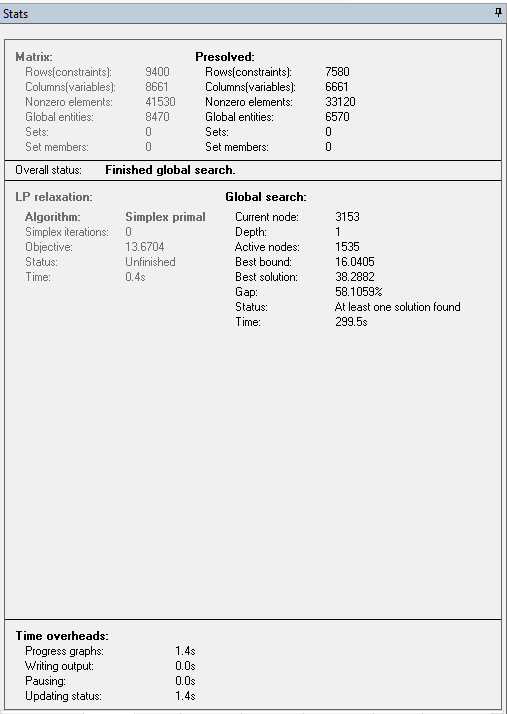 Stats
Matrix:
Rows(constraints): 9400
Columns(variables): 8661
Nonzero elements: 41530
Global entities: 8470
Sets: 0
Set members: 0
Presolved:
Rows(constraints): 7580
Columns(variables): 6661
Nonzero elements: 33120
Global entities: 6570
Sets: 0
Set members: 0
Overall status: Finished global search.
LP relaxation:
Algorithm: Simplex primal
Simplex iterations: 0
Objective: 13.6704
Status: Unfinished
Time: 0.4s
Global search:
Current node: 3153
Depth: 1
Active nodes: 1535
Best bound: 16.0405
Best solution: 38.2882
Gap: 58.1059%
Status: At least one solution found
Time: 299.5s
Time overheads:
Progress graphs: 1.4s
Writing output: 0.0s
Pausing: 0.0s
Updating status: 1.4s